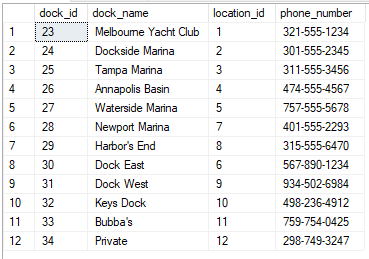 dock_id dock_name location_id phone_number
1 23 Melbourne Yacht Club 1 321-555-1234
2 24 Dockside Marina 2 301-555-2345
3 25 Tampa Marina 3 311-555-3456
4 26 Annapolis Basin 4 474-555-4567
5 27 Waterside Marina 5 757-555-5678
6 28 Newport Marina 7 401-555-2293
7 29 Harbor's End 8 315-555-6470
8 30 Dock East 6 567-890-1234
9 31 Dock West 9 934-502-6984
10 32 Keys Dock 10 498-236-4912
11 33 Bubba's 11 759-754-0425
12 34 Private 12 298-749-3247